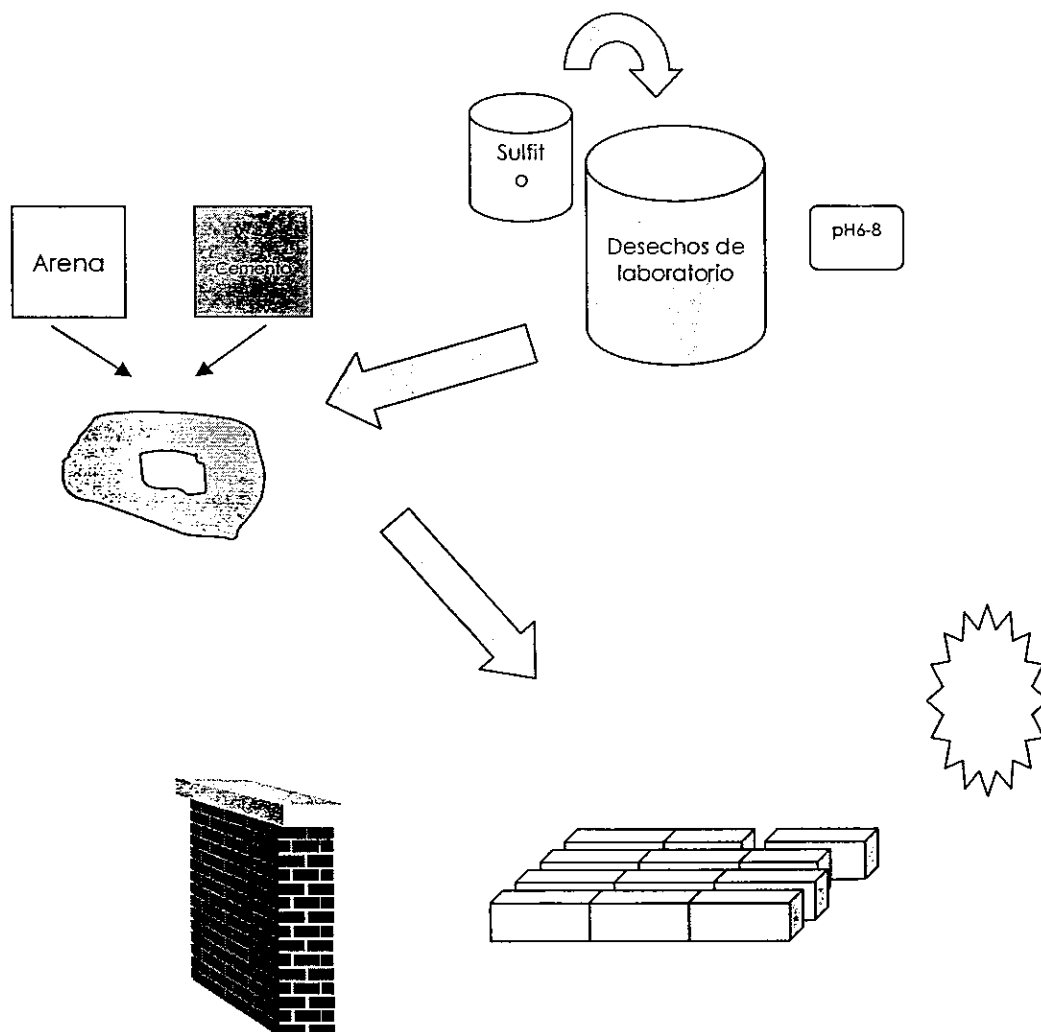 Sulfit
o
Desechos de
laboratorio
pH6-8
Arena
Cemento